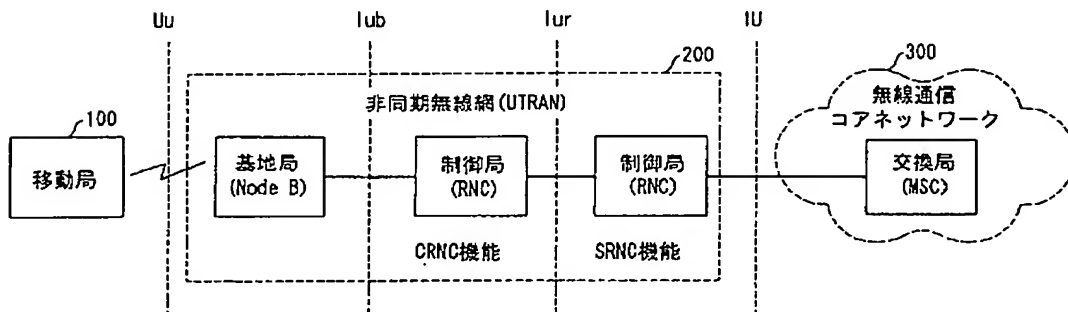 Uu
Iub
Iur
IU
200
300
非同期無線網(UTRAN)
無線通信
コアネットワーク
100
移動局
基地局
(Node B)
制御局
(RNC)
制御局
(RNC)
交換局
(MSC)
CRNC機能
SRNC機能